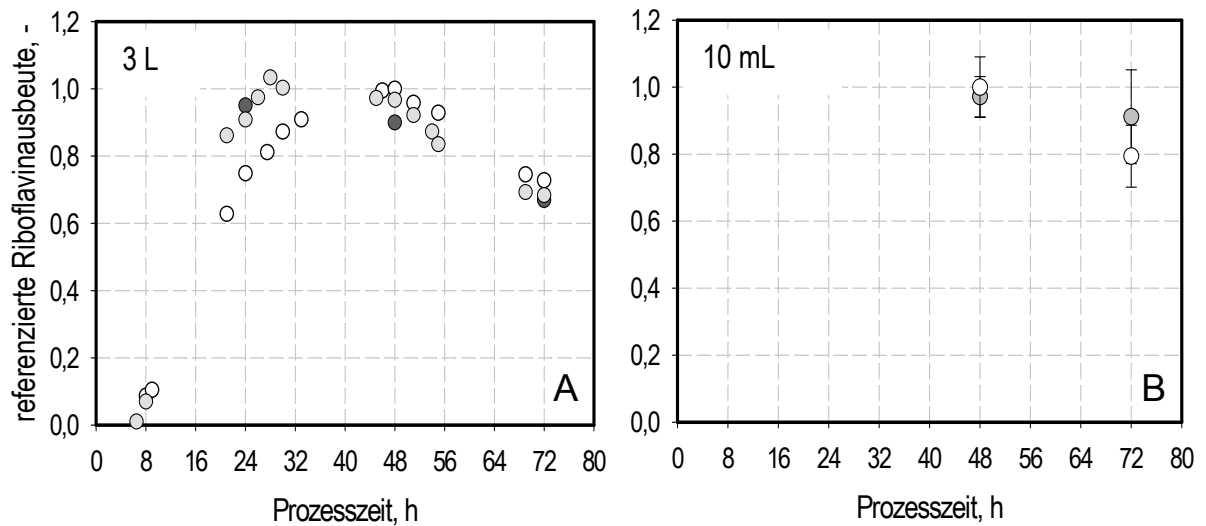 referenzierte Riboflavinausbeute, -
1,2
1,0
0,8
0,6
0,4
0,2
0,0
3 L
A
0 8 16 24 32 40 48 56 64 72 80
Prozesszeit, h
1,2
1,0
0,8
0,6
0,4
0,2
0,0
10 mL
B
0 8 16 24 32 40 48 56 64 72 80
Prozesszeit, h